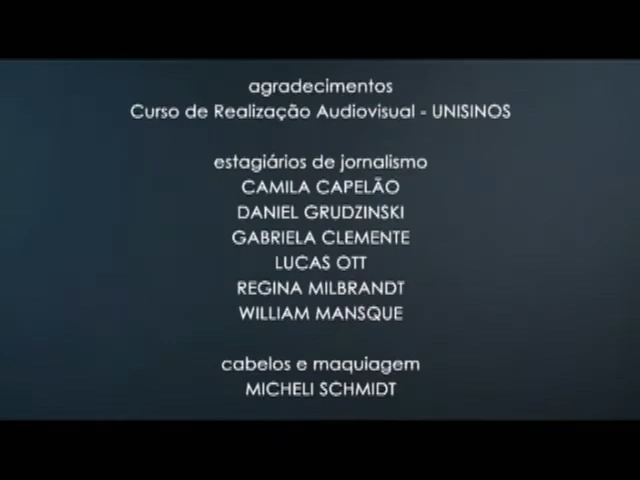 agradecimentos
Curso de Realização Audiovisual - UNISINOS
estagiários de jornalismo
CAMILA CAPELÃO
DANIEL GRUDZINSKI
GABRIELA CLEMENTE
LUCAS OTT
REGINA MILBRANDT
WILLIAM MANSQUE
cabelos e maquiagem
MICHELI SCHMIDT